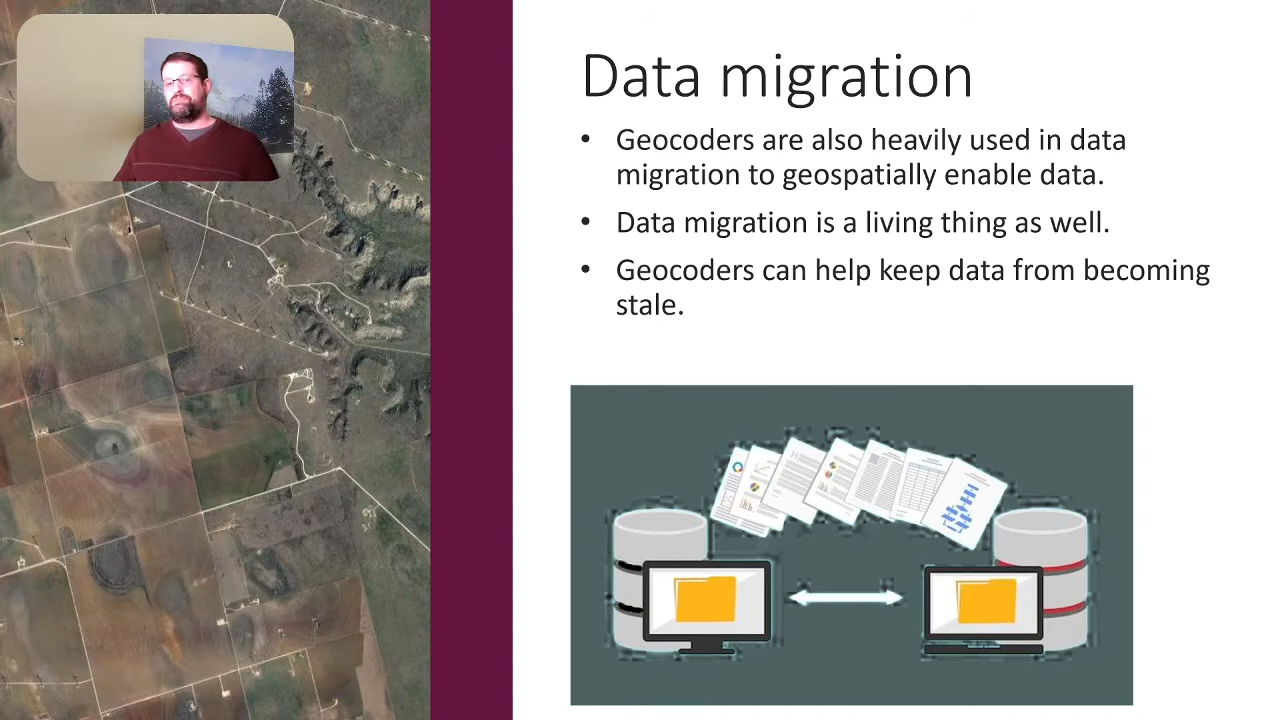 Data migration
• Geocoders are also heavily used in data
migration to geospatially enable data.
• Data migration is a living thing as well.
• Geocoders can help keep data from becoming
stale.